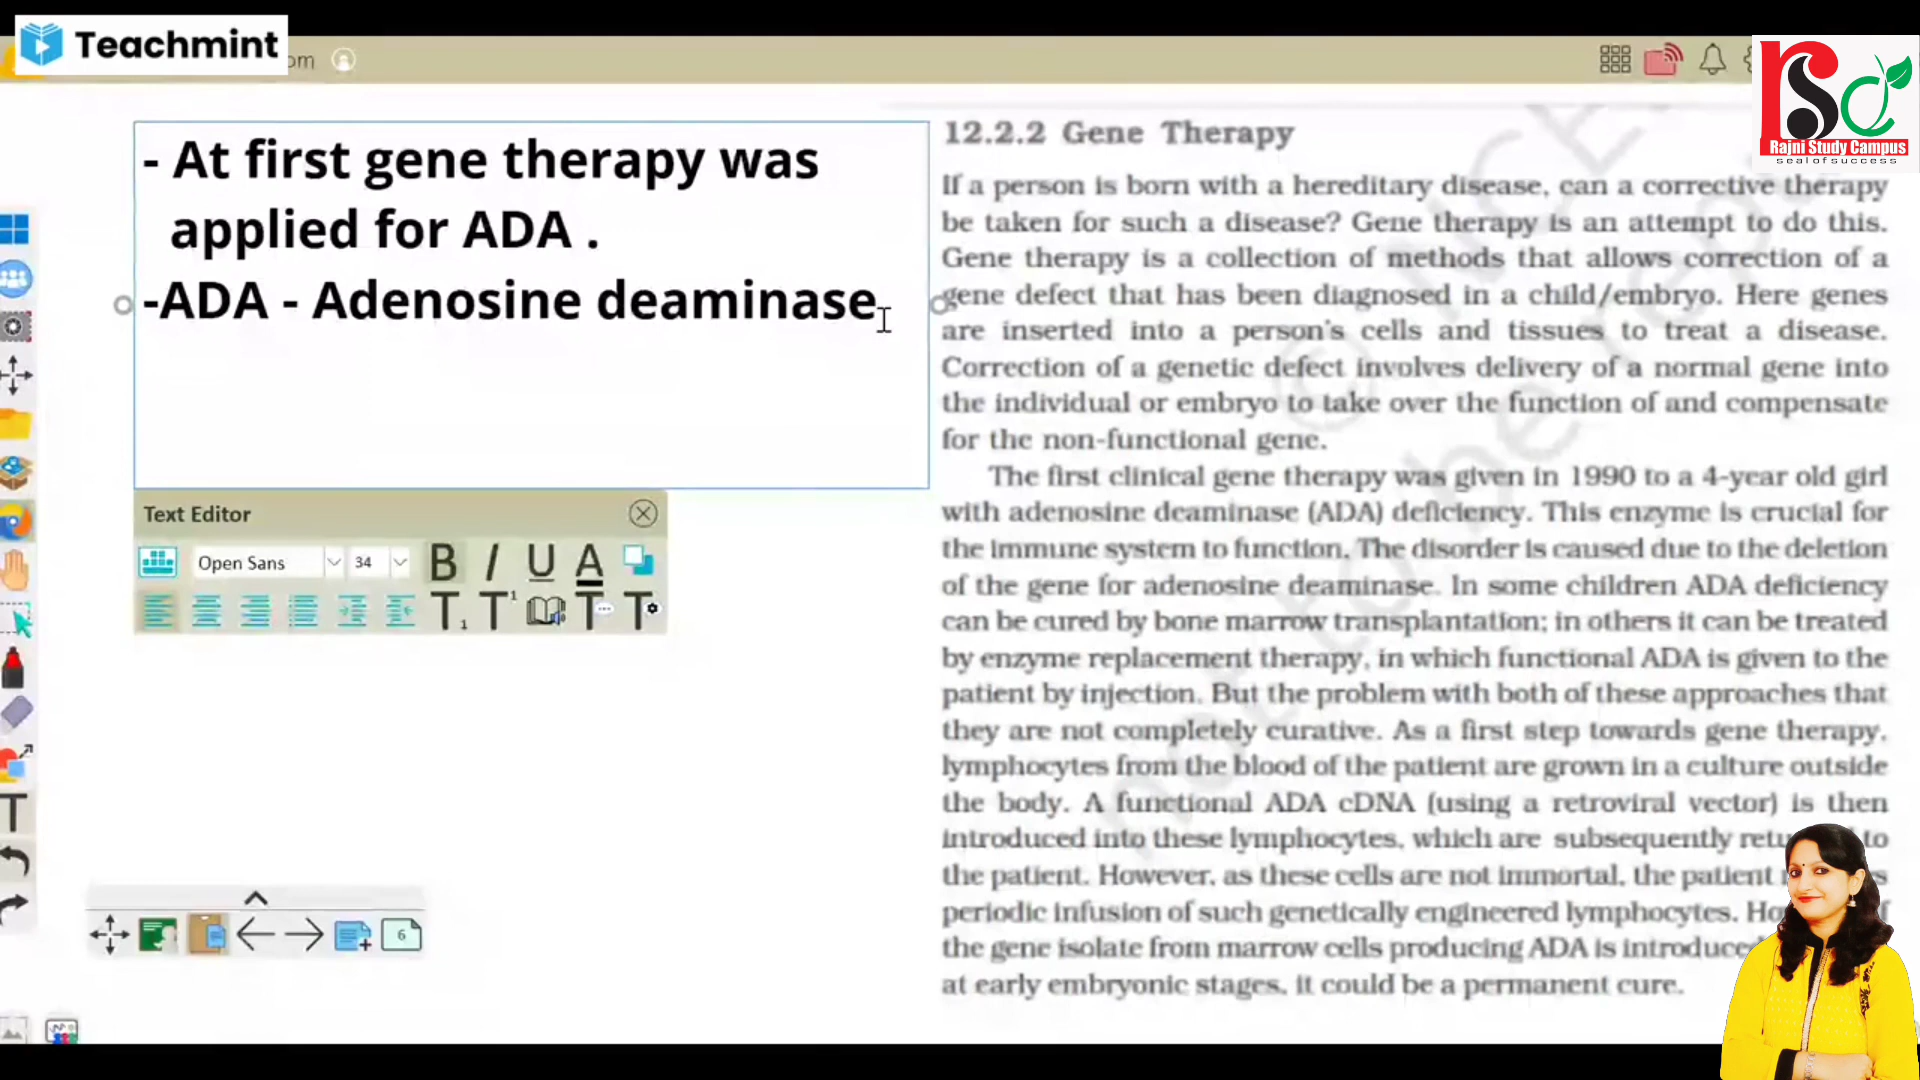 Teachmint
om
Rajni Study Campus
seal of success
- At first gene therapy was
applied for ADA .
-ADA - Adenosine deaminase
Text Editor
Open Sans
34
B I U A
6
12.2.2 Gene Therapy
If a person is born with a hereditary disease, can a corrective therapy
be taken for such a disease? Gene therapy is an attempt to do this.
Gene therapy is a collection of methods that allows correction of a
gene defect that has been diagnosed in a child/embryo. Here genes
are inserted into a person's cells and tissues to treat a disease.
Correction of a genetic defect involves delivery of a normal gene into
the individual or embryo to take over the function of and compensate
for the non-functional gene.
The first clinical gene therapy was given in 1990 to a 4-year old girl
with adenosine deaminase (ADA) deficiency. This enzyme is crucial for
the immune system to function. The disorder is caused due to the deletion
of the gene for adenosine deaminase. In some children ADA deficiency
can be cured by bone marrow transplantation; in others it can be treated
by enzyme replacement therapy, in which functional ADA is given to the
patient by injection. But the problem with both of these approaches that
they are not completely curative. As a first step towards gene therapy,
lymphocytes from the blood of the patient are grown in a culture outside
the body. A functional ADA cDNA (using a retroviral vector) is then
introduced into these lymphocytes, which are subsequently to
the patient. However, as these cells are not immortal, the patient
periodic infusion of such genetically engineered lymphocytes.
the gene isolate from marrow cells producing ADA is
at early embryonic stages, it could be a permanent cure.